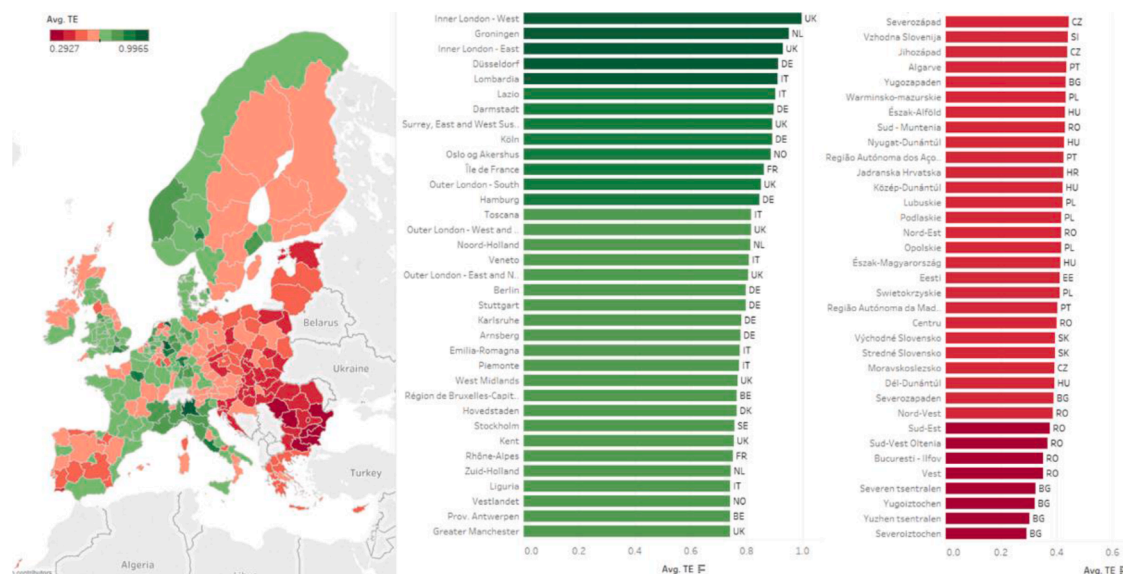 Avg. TE
0.2927 0.9965
Belarus
Ukraine
Turkey
Algeria
contributors
Inner London - West UK
Groningen NL
Inner London - East UK
Düsseldorf DE
Lombardia IT
Lazio IT
Darmstadt DE
Surrey, East and West Sus.. UK
Köln DE
Oslo og Akershus NO
Île de France FR
Outer London - South UK
Hamburg DE
Toscana IT
Outer London - West and .. UK
Noord-Holland NL
Veneto IT
Outer London - East and N.. UK
Berlin DE
Stuttgart DE
Karlsruhe DE
Arnsberg DE
Emilia-Romagna IT
Piemonte IT
West Midlands UK
Région de Bruxelles-Capit.. BE
Hovedstaden DK
Stockholm SE
Kent UK
Rhône-Alpes FR
Zuid-Holland NL
Liguria IT
Vestlandet NO
Prov. Antwerpen BE
Greater Manchester UK
0.0 0.2 0.4 0.6 0.8 1.0
Avg. TE
Severozápad CZ
Vzhodna Slovenija SI
Jihozápad CZ
Algarve PT
Yugozapaden BG
Warminsko-mazurskie PL
Észak-Alföld HU
Sud - Muntenia RO
Nyugat-Dunántúl HU
Região Autónoma dos Aço.. PT
Jadranska Hrvatska HR
Közép-Dunántúl HU
Lubuskie PL
Podlaskie PL
Nord-Est RO
Opolskie PL
Észak-Magyarország HU
Eesti EE
Swietokrzyskie PL
Região Autónoma da Mad.. PT
Centru RO
Východné Slovensko SK
Stredné Slovensko SK
Moravskoslezsko CZ
Dél-Dunántúl HU
Severozapaden BG
Nord-Vest RO
Sud-Est RO
Sud-Vest Oltenia RO
Bucuresti - Ilfov RO
Vest RO
Severen tsentralen BG
Yugoiztochen BG
Yuzhen tsentralen BG
Severoiztochen BG
0.0 0.2 0.4 0.6
Avg. TE